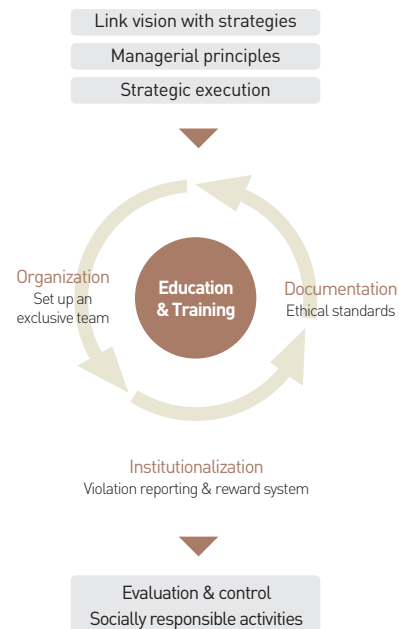 Link vision with strategies
Managerial principles
Strategic execution
Organization
Set up an
exclusive team
Education
& Training
Documentation
Ethical standards
Institutionalization
Violation reporting & reward system
Evaluation & control
Socially responsible activities